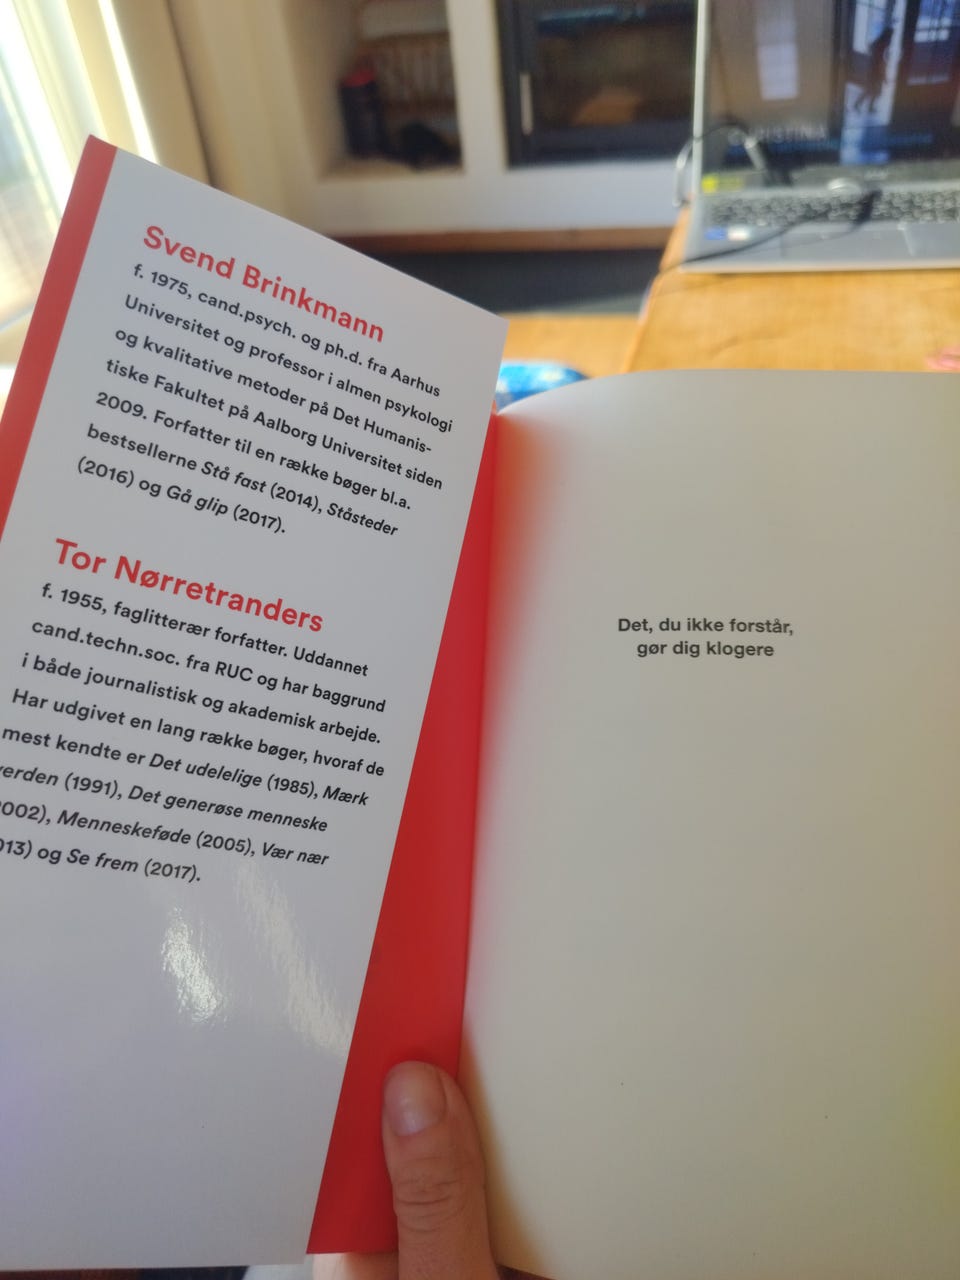 Svend Brinkmann
f. 1975, cand.psych. og ph.d. fra Aarhus
Universitet og professor i almen psykologi
og kvalitative metoder på Det Humanis-
tiske Fakultet på Aalborg Universitet siden
2009. Forfatter til en række bøger bl.a.
bestsellerne Stå fast (2014), Ståsteder
(2016) og Gå glip (2017).
Tor Nørretranders
f. 1955, faglitterær forfatter. Uddannet
cand.techn.soc. fra RUC og har baggrund
i både journalistisk og akademisk arbejde.
Har udgivet en lang række bøger, hvoraf de
mest kendte er Det udelelige (1985), Mærk
verden (1991), Det generøse menneske
002), Menneskeføde (2005), Vær nær
013) og Se frem (2017).
Det, du ikke forstår,
gør dig klogere
CHRISTINA